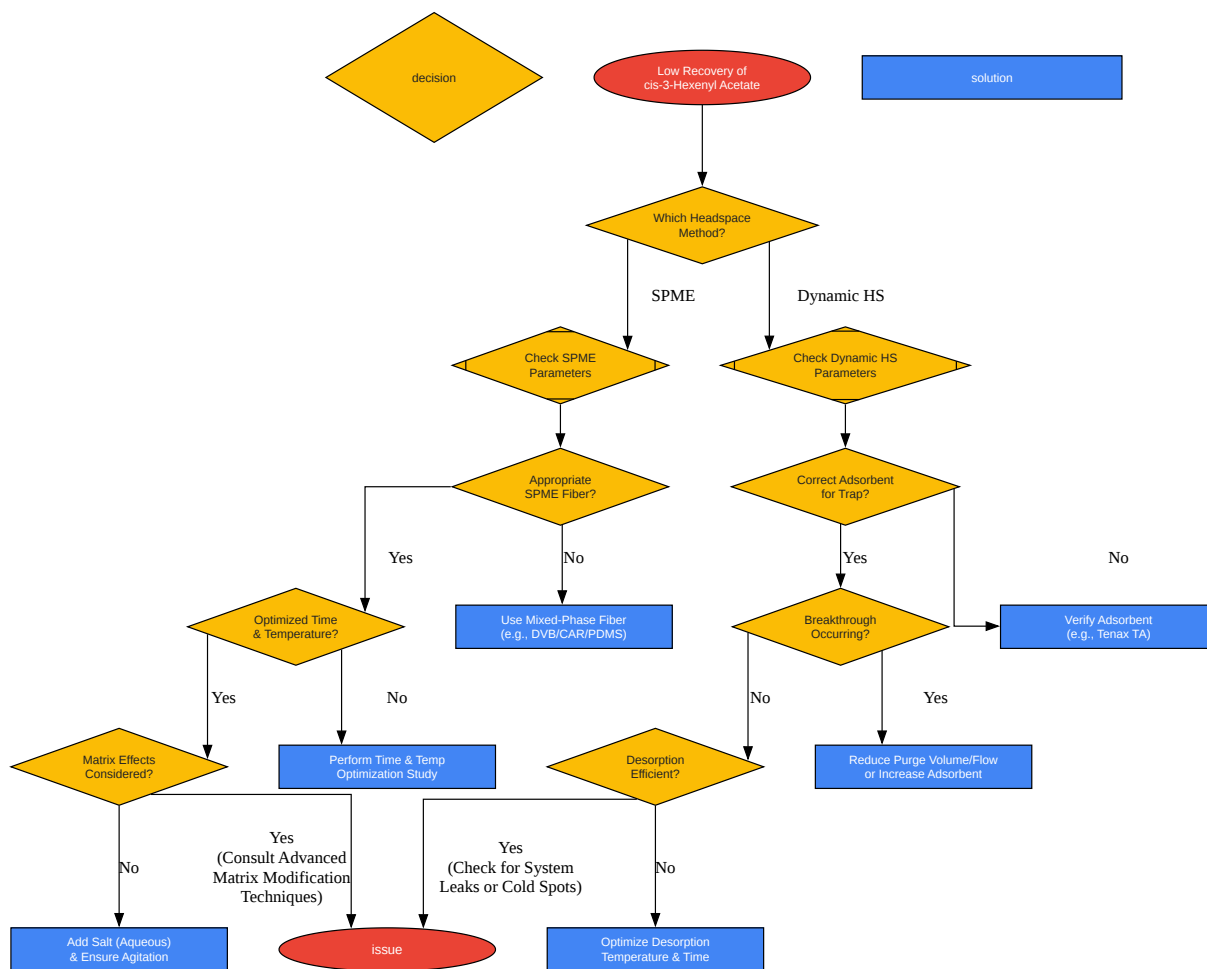 decision
Low Recovery of
cis-3-Hexenyl Acetate
solution
Which Headspace
Method?
SPME
Dynamic HS
Check SPME
Parameters
Check Dynamic HS
Parameters
Appropriate
SPME Fiber?
Correct Adsorbent
for Trap?
Yes
No
Yes
No
Optimized Time
& Temperature?
Use Mixed-Phase Fiber
(e.g., DVB/CAR/PDMS)
Breakthrough
Occurring?
Verify Adsorbent
(e.g., Tenax TA)
Yes
No
No
Yes
Matrix Effects
Considered?
Perform Time & Temp
Optimization Study
Desorption
Efficient?
Reduce Purge Volume/Flow
or Increase Adsorbent
No
Yes
(Consult Advanced
Matrix Modification
Techniques)
Yes
(Check for System
Leaks or Cold Spots)
No
Add Salt (Aqueous)
& Ensure Agitation
issue
Optimize Desorption
Temperature & Time